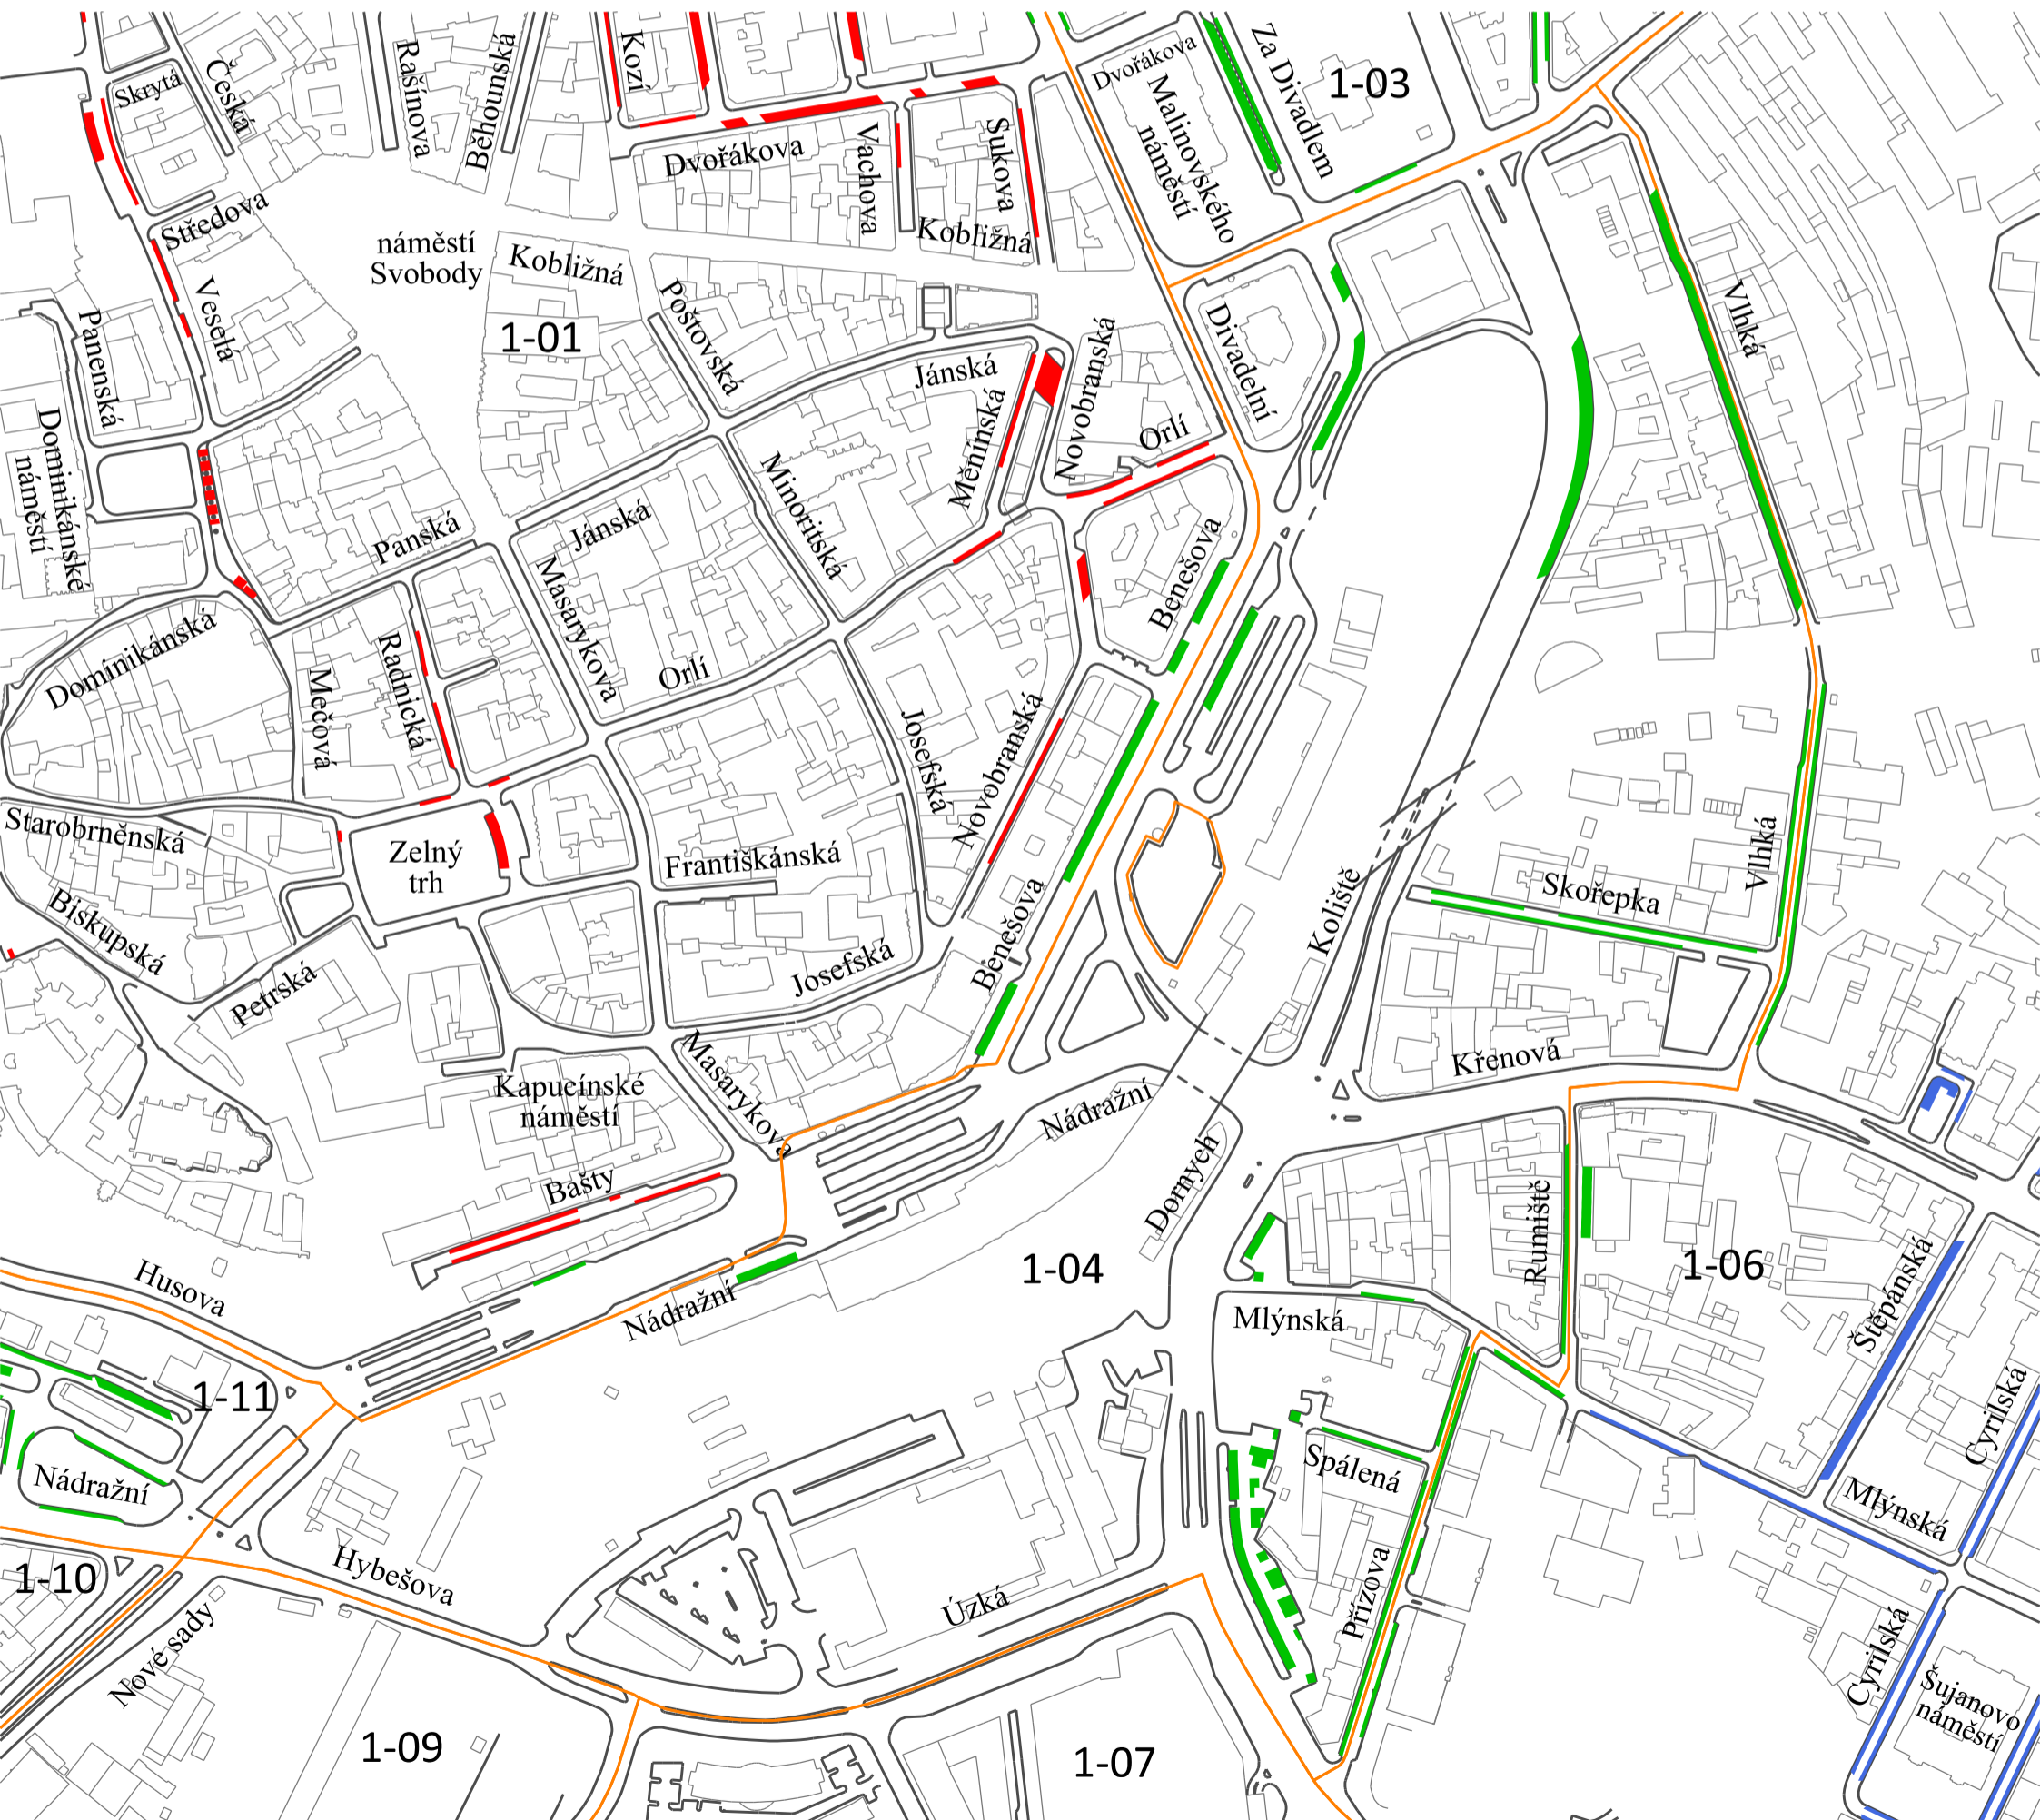 Skrytá
Česká
Rašínova
Běhounská
Kozí
Dvořákova
Malinovského
náměstí
Za Divadlem
1-03
Dvořákova
Vachova
Sukova
Kobližná
Středova
náměstí
Svobody
Kobližná
Poštovská
1-01
Veselá
Panenská
Dominikánské
náměstí
Jánská
Měnínská
Novobranská
Orlí
Divadelní
Vlhká
Panská
Jánská
Minoritská
Masarykova
Benešova
Dominikánská
Mečová
Radnická
Orlí
Josefská
Novobranská
Starobrněnská
Zelný
trh
Františkánská
Biskupská
Petrská
Josefská
Benešova
Koliště
Skořepka
Vlhká
Křenová
Kapucínské
náměstí
Masarykova
Nádražní
Dornych
Bašty
Husova
Nádražní
1-04
Mlýnská
Rumiště
1-06
Štěpánská
Cyrilská
1-11
Nádražní
Spálená
Mlýnská
1-10
Hybešova
Úzká
Přízova
Nové sady
Cyrilská
Šujanovo
náměstí
1-09
1-07